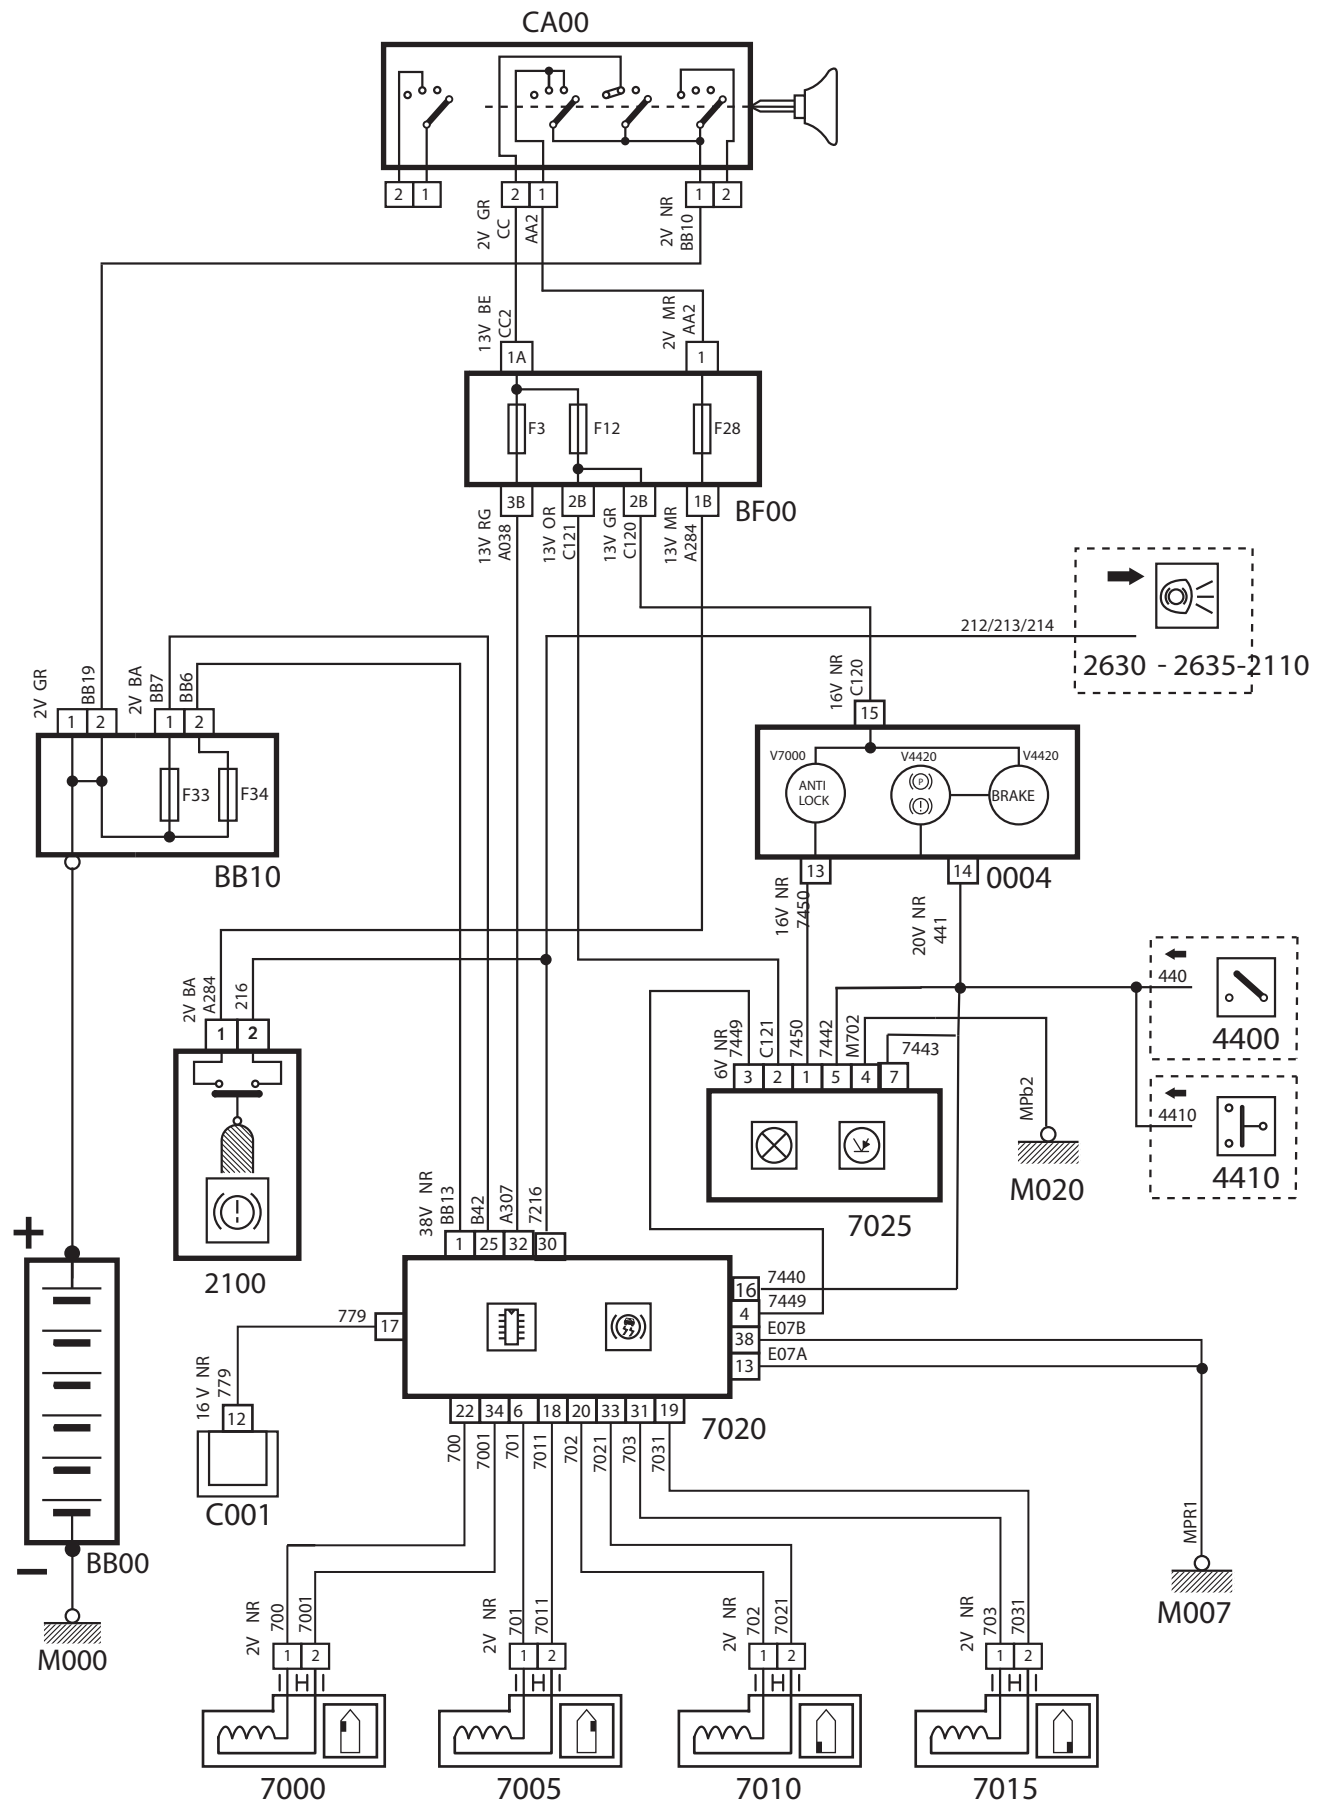 CA00
2 1
2 1
1 2
2V GR
CC
AA2
2V NR
BB10
13V BE
CC2
2V MR
AA2
1A
1
F3
F12
F28
3B
2B
2B
1B
BF00
13V RG
A038
13V OR
C121
13V GR
C120
13V MR
A284
212/213/214
2630 - 2635-2110
2V GR
BB19
2V BA
BB7
BB6
1 2
1 2
F33
F34
BB10
16V NR
C120
15
V7000
V4420
V4420
ANTI
LOCK
P
!
BRAKE
13
14
0004
16V NR
7450
20V NR
441
440
4400
4410
4410
2V BA
A284
216
1 2
!
2100
6V NR
7449
C121
7450
7442
M702
7443
3 2 1 5 4 7
7025
MPb2
M020
38V NR
BB13
B42
A307
7216
1 25 32 30
16
7440
4
7449
38
E07B
13
E07A
17
779
22 34 6 18 20 33 31 19
7020
700
7001
701
7011
702
7021
703
7031
16 V NR
779
12
C001
+
BB00
–
M000
MPR1
M007
2V NR
700
7001
1 2
7000
2V NR
701
7011
1 2
7005
2V NR
702
7021
1 2
7010
2V NR
703
7031
1 2
7015